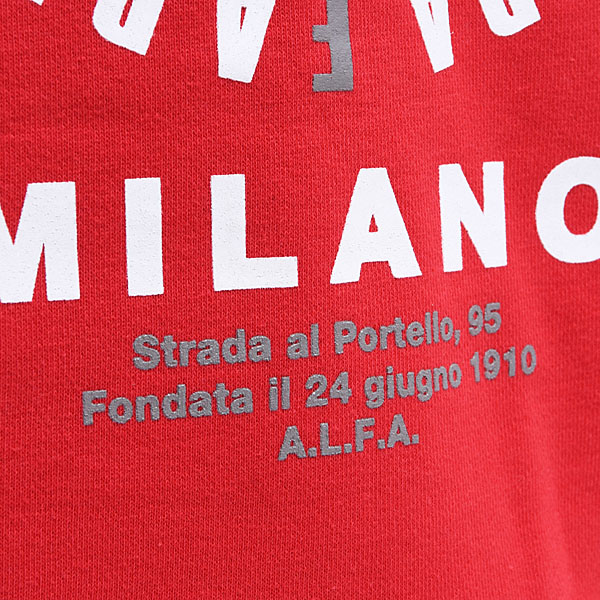 MILANO
Strada al Portello, 95
Fondata il 24 giugno 1910
A.L.F.A.